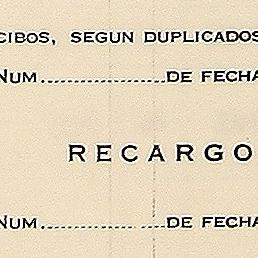 CIBOS, SEGUN DUPLICADOS
NUM......................DE FECHA
RECARGO
NUM...................... DE FECHA